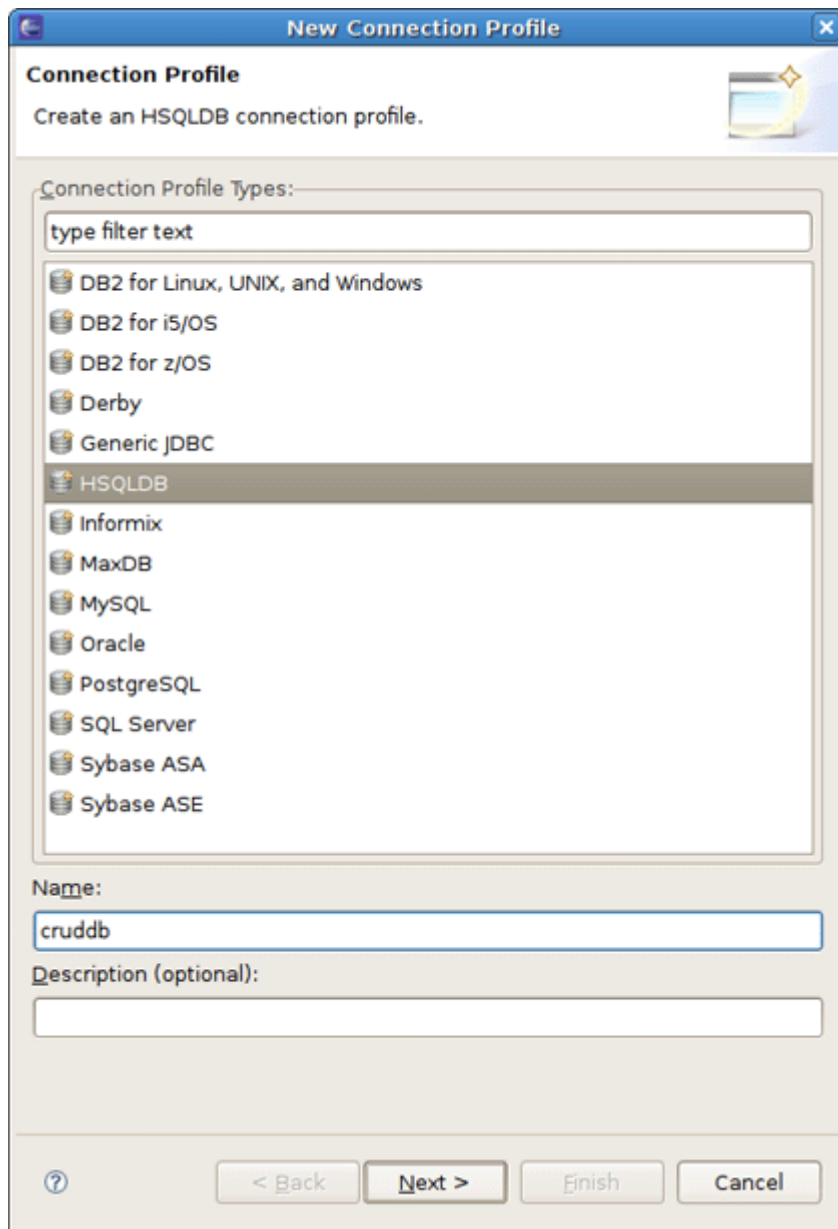 New Connection Profile
Connection Profile
Create an HSQLDB connection profile.
Connection Profile Types:
type filter text
DB2 for Linux, UNIX, and Windows
DB2 for i5/OS
DB2 for z/OS
Derby
Generic JDBC
HSQLDB
Informix
MaxDB
MySQL
Oracle
PostgreSQL
SQL Server
Sybase ASA
Sybase ASE
Name:
cruddb
Description (optional):
? < Back Next > Finish Cancel